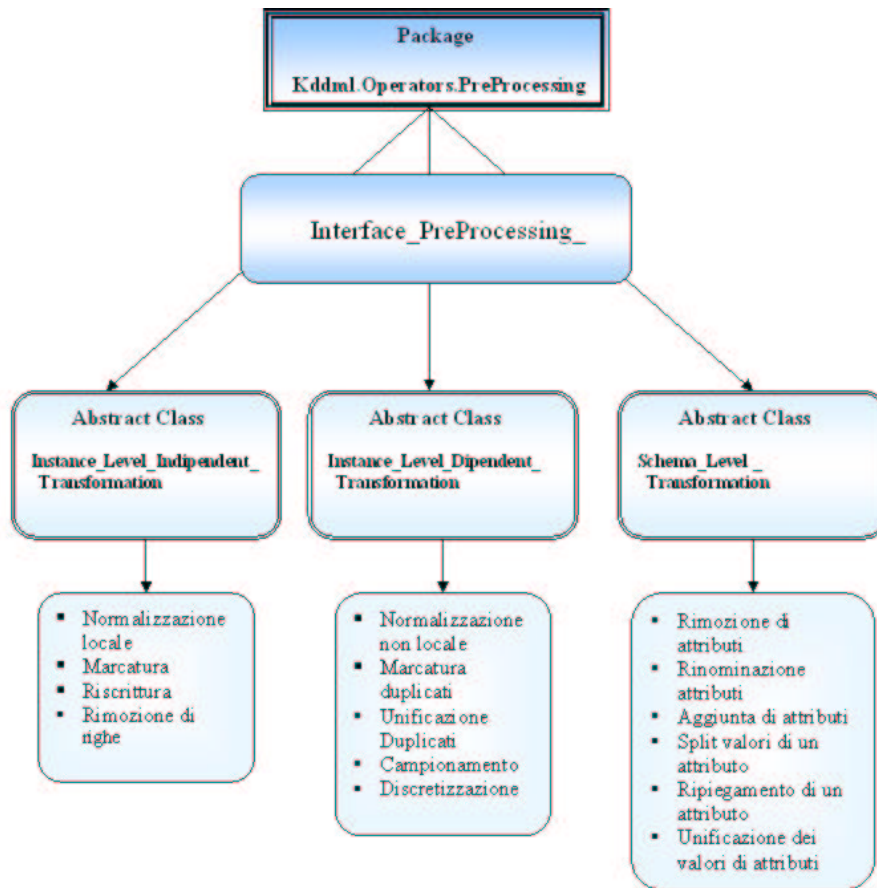 Package
Kddml.Operators.PreProcessing
Interface_PreProcessing_
Abstract Class
Instance_Level_Indipendent_
Transformation
Abstract Class
Instance_Level_Dipendent_
Transformation
Abstract Class
Schema_Level_
Transformation
▪ Normalizzazione
locale
▪ Marcatura
▪ Riscrittura
▪ Rimozione di
righe
▪ Normalizzazione
non locale
▪ Marcatura
duplicati
▪ Unificazione
Duplicati
▪ Campionamento
▪ Discretizzazione
▪ Rimozione di
attributi
▪ Rinominazione
attributi
▪ Aggiunta di attributi
▪ Split valori di un
attributo
▪ Ripiegamento di un
attributo
▪ Unificazione dei
valori di attributi